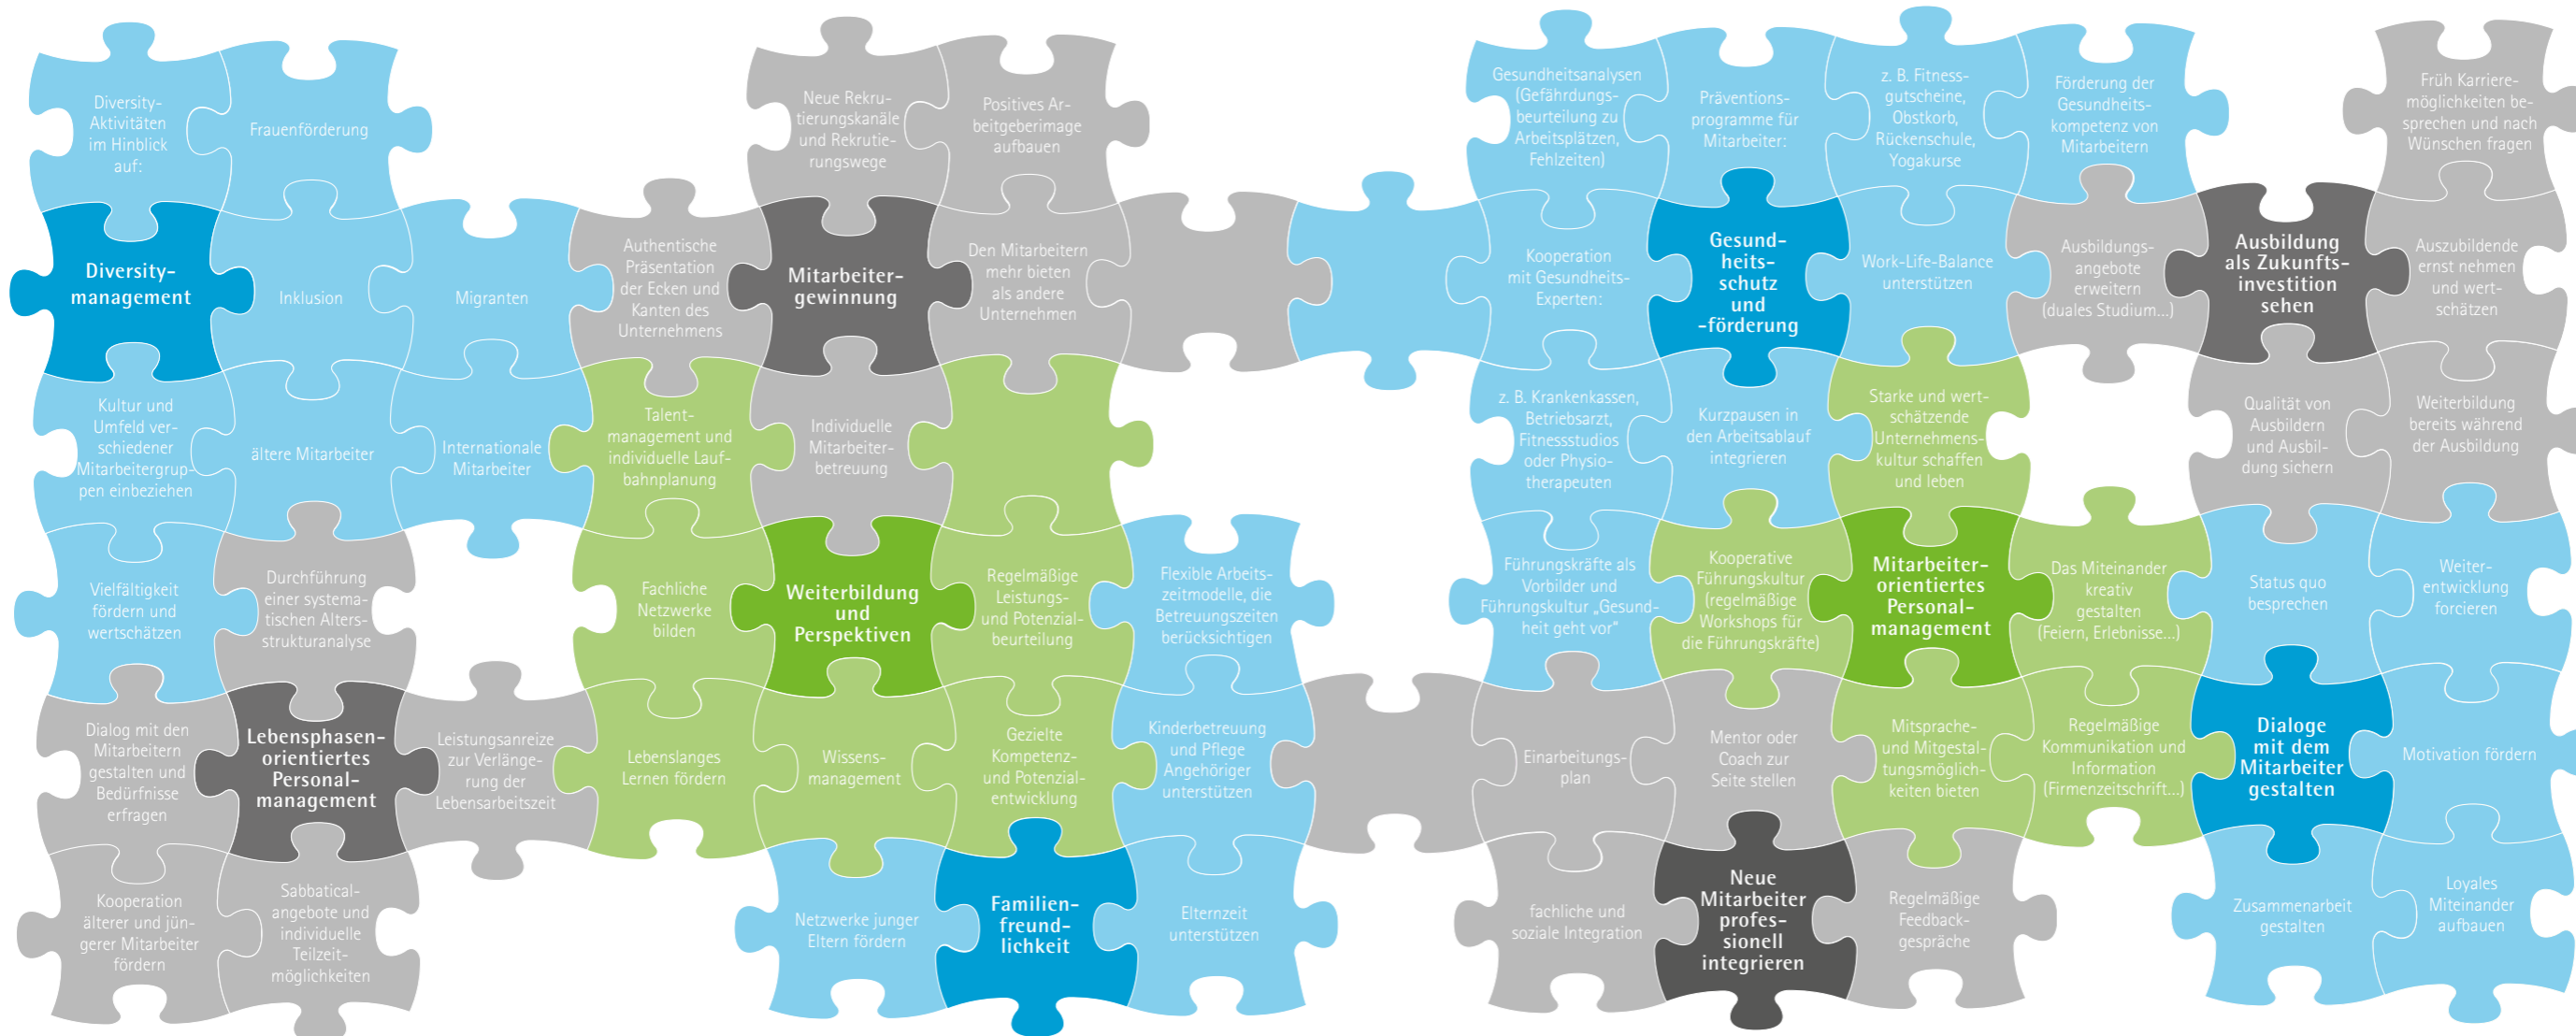 Diversity-
Aktivitäten
im Hinblick
auf:
Frauenförderung
Diversity-
management
Inklusion
Migranten
Kultur und
Umfeld ver-
schiedener
Mitarbeitergrup-
pen einbeziehen
ältere Mitarbeiter
Internationale
Mitarbeiter
Vielfältigkeit
fördern und
wertschätzen
Neue Rekru-
tierungskanäle
und Rekrutie-
rungswege
Positives Ar-
beitgeberimage
aufbauen
Authentische
Präsentation
der Ecken und
Kanten des
Unternehmens
Mitarbeiter-
gewinnung
Den Mitarbeitern
mehr bieten
als andere
Unternehmen
Individuelle
Mitarbeiter-
betreuung
Durchführung
einer systema-
tischen Alters-
strukturanalyse
Dialog mit den
Mitarbeitern
gestalten und
Bedürfnisse
erfragen
Lebensphasen-
orientiertes
Personal-
management
Leistungsanreize
zur Verlänge-
rung der
Lebensarbeitszeit
Kooperation
älterer und jün-
gerer Mitarbeiter
fördern
Sabbatical-
angebote und
individuelle
Teilzeit-
möglichkeiten
Talent-
management und
individuelle Lauf-
bahnplanung
Fachliche
Netzwerke
bilden
Weiterbildung
und
Perspektiven
Regelmäßige
Leistungs-
und Potenzial-
beurteilung
Lebenslanges
Lernen fördern
Wissens-
management
Gezielte
Kompetenz-
und Potenzial-
entwicklung
Flexible Arbeits-
zeitmodelle, die
Betreuungszeiten
berücksichtigen
Kinderbetreuung
und Pflege
Angehöriger
unterstützen
Netzwerke junger
Eltern fördern
Familien-
freund-
lichkeit
Elternzeit
unterstützen
Gesundheitsanalysen
(Gefährdungs-
beurteilung zu
Arbeitsplätzen,
Fehlzeiten)
Präventions-
programme für
Mitarbeiter:
z. B. Fitness-
gutscheine,
Obstkorb,
Rückenschule,
Yogakurse
Förderung der
Gesundheits-
kompetenz von
Mitarbeitern
Kooperation
mit Gesundheits-
Experten:
Gesund-
heits-
schutz
und
-förderung
Work-Life-Balance
unterstützen
z. B. Krankenkassen,
Betriebsarzt,
Fitnessstudios
oder Physio-
therapeuten
Kurzpausen in
den Arbeitsablauf
integrieren
Führungskräfte als
Vorbilder und
Führungskultur „Gesund-
heit geht vor“
Früh Karriere-
möglichkeiten be-
sprechen und nach
Wünschen fragen
Ausbildungs-
angebote
erweitern
(duales Studium...)
Ausbildung
als Zukunfts-
investition
sehen
Auszubildende
ernst nehmen
und wert-
schätzen
Qualität von
Ausbildern
und Ausbil-
dung sichern
Weiterbildung
bereits während
der Ausbildung
Starke und wert-
schätzende
Unternehmens-
kultur schaffen
und leben
Kooperative
Führungskultur
(regelmäßige
Workshops für
die Führungskräfte)
Mitarbeiter-
orientiertes
Personal-
management
Das Miteinander
kreativ
gestalten
(Feiern, Erlebnisse...)
Mitsprache-
und Mitgestal-
tungsmöglich-
keiten bieten
Regelmäßige
Kommunikation und
Information
(Firmenzeitschrift...)
Status quo
besprechen
Weiter-
entwicklung
forcieren
Dialoge
mit dem
Mitarbeiter
gestalten
Motivation fördern
Zusammenarbeit
gestalten
Loyales
Miteinander
aufbauen
Einarbeitungs-
plan
Mentor oder
Coach zur
Seite stellen
fachliche und
soziale Integration
Neue
Mitarbeiter
profes-
sionell
integrieren
Regelmäßige
Feedback-
gespräche